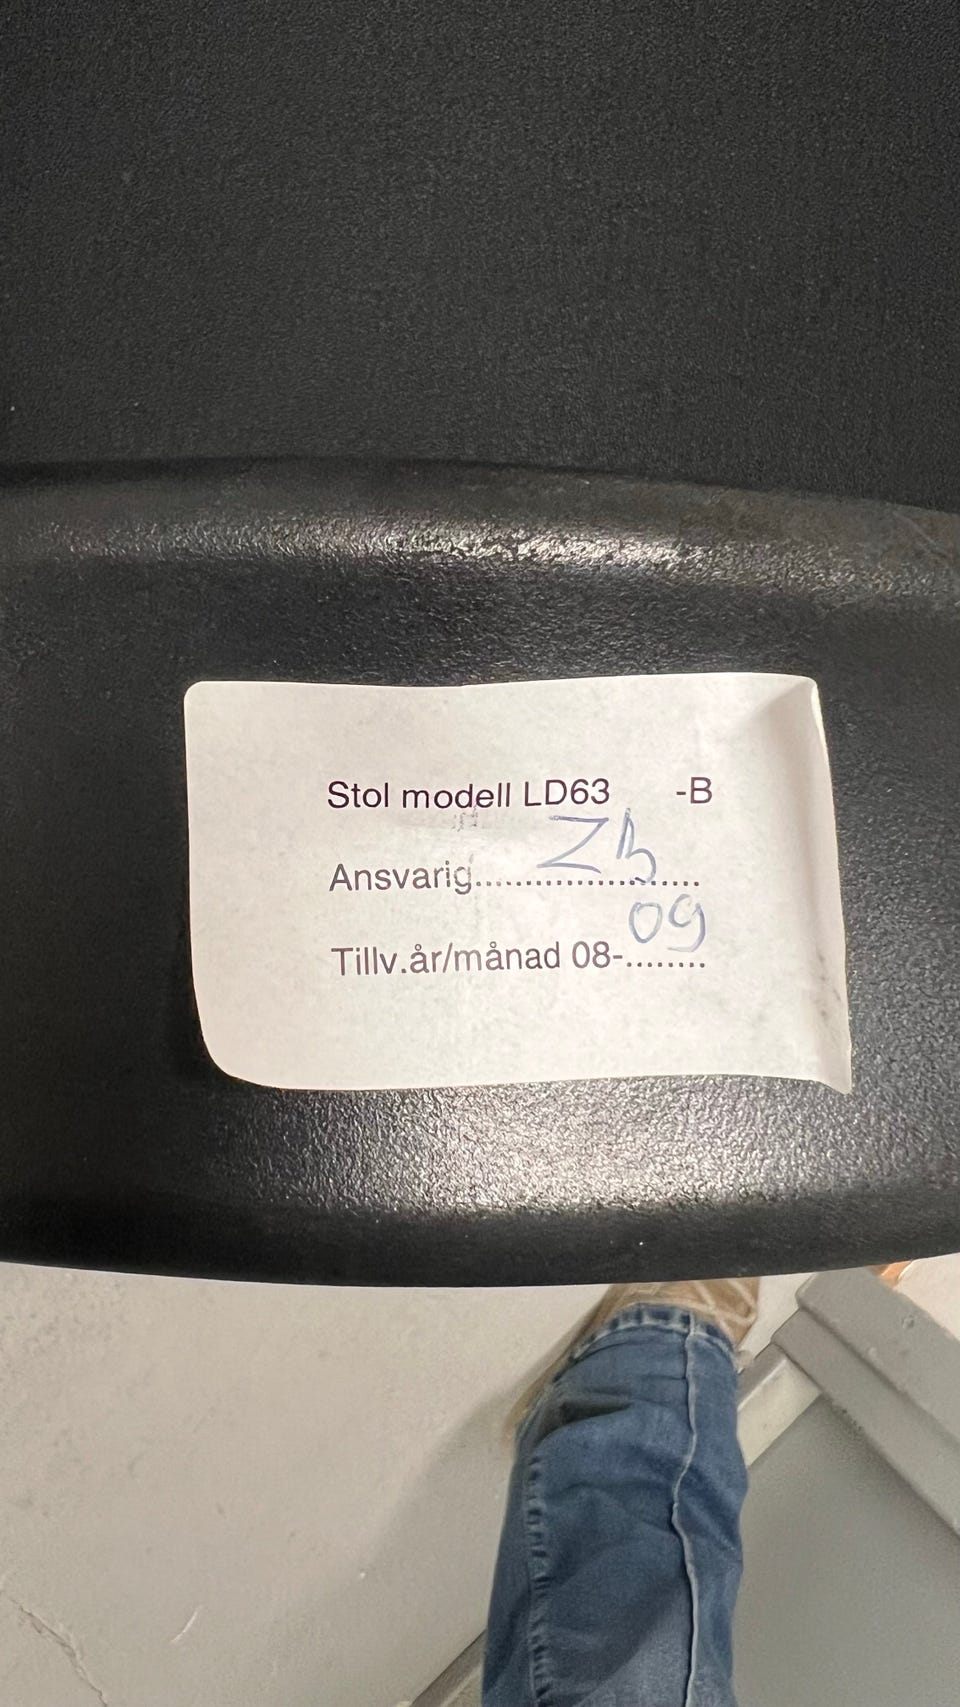 Stol modell LD63 -B
Ansvarig........................ ZB
Tillv.år/månad 08-........ 09